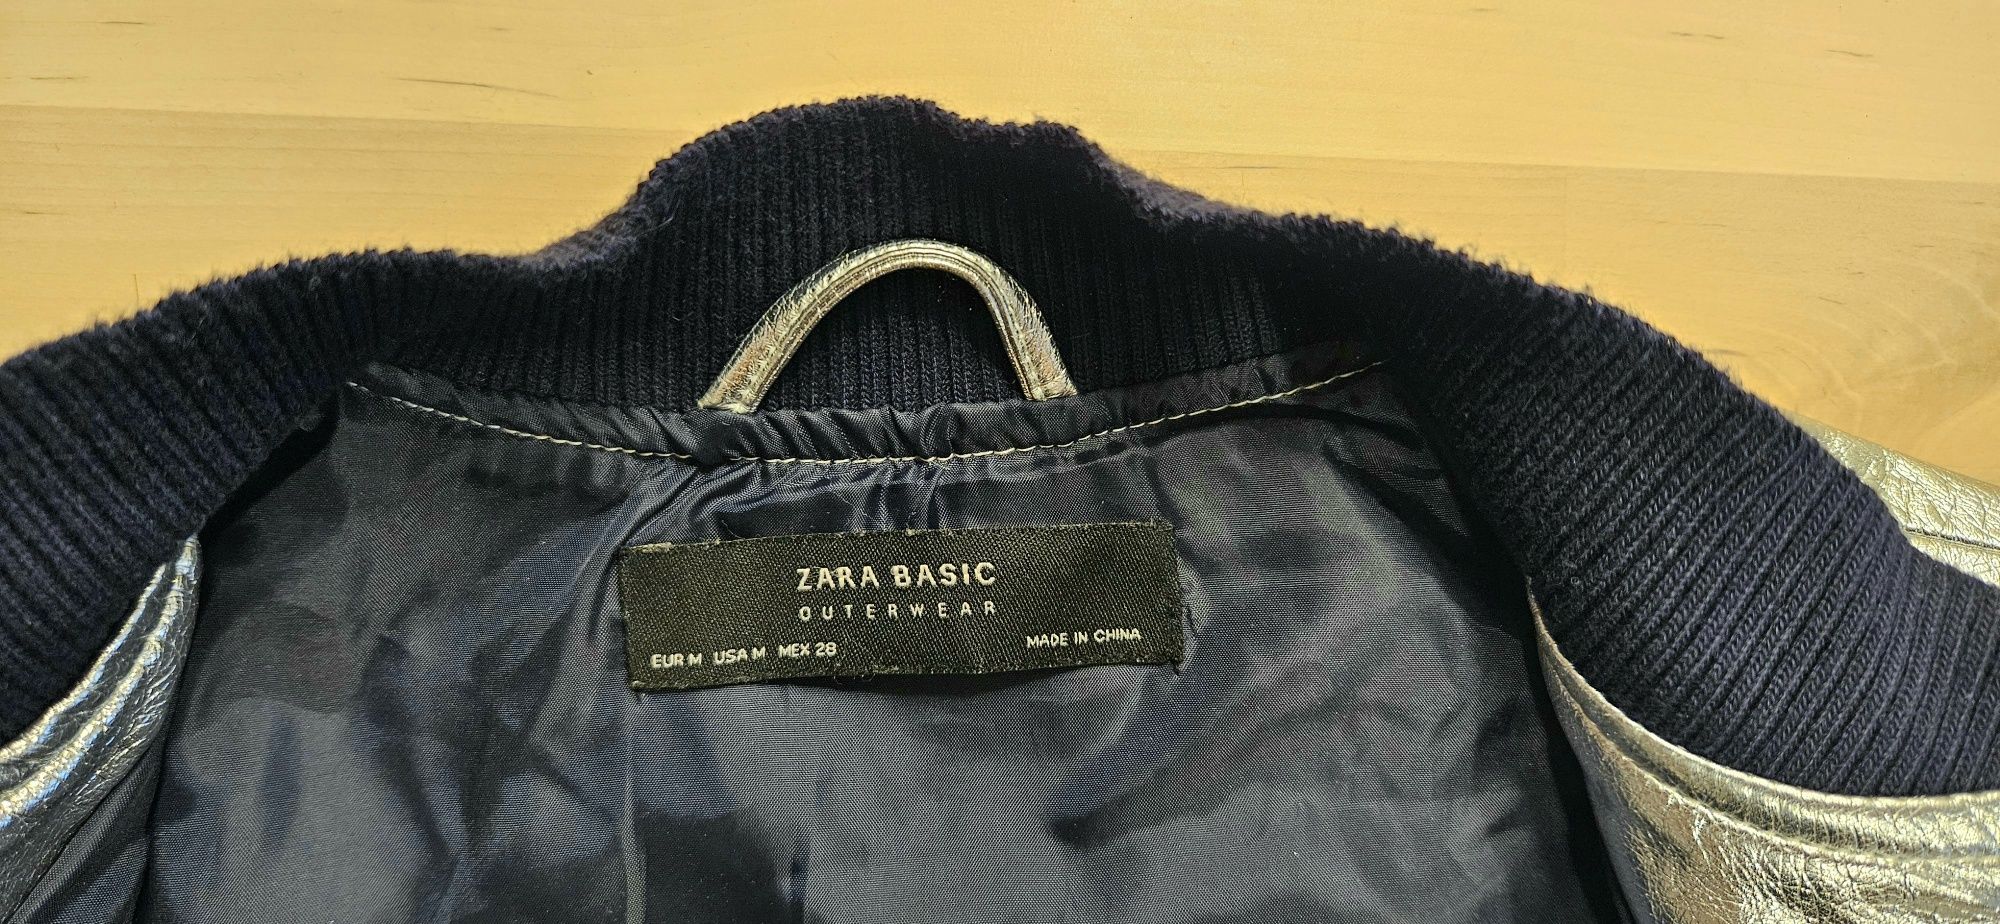 ZARA BASIC
OUTERWEAR
EUR M USA M MEX 28 MADE IN CHINA